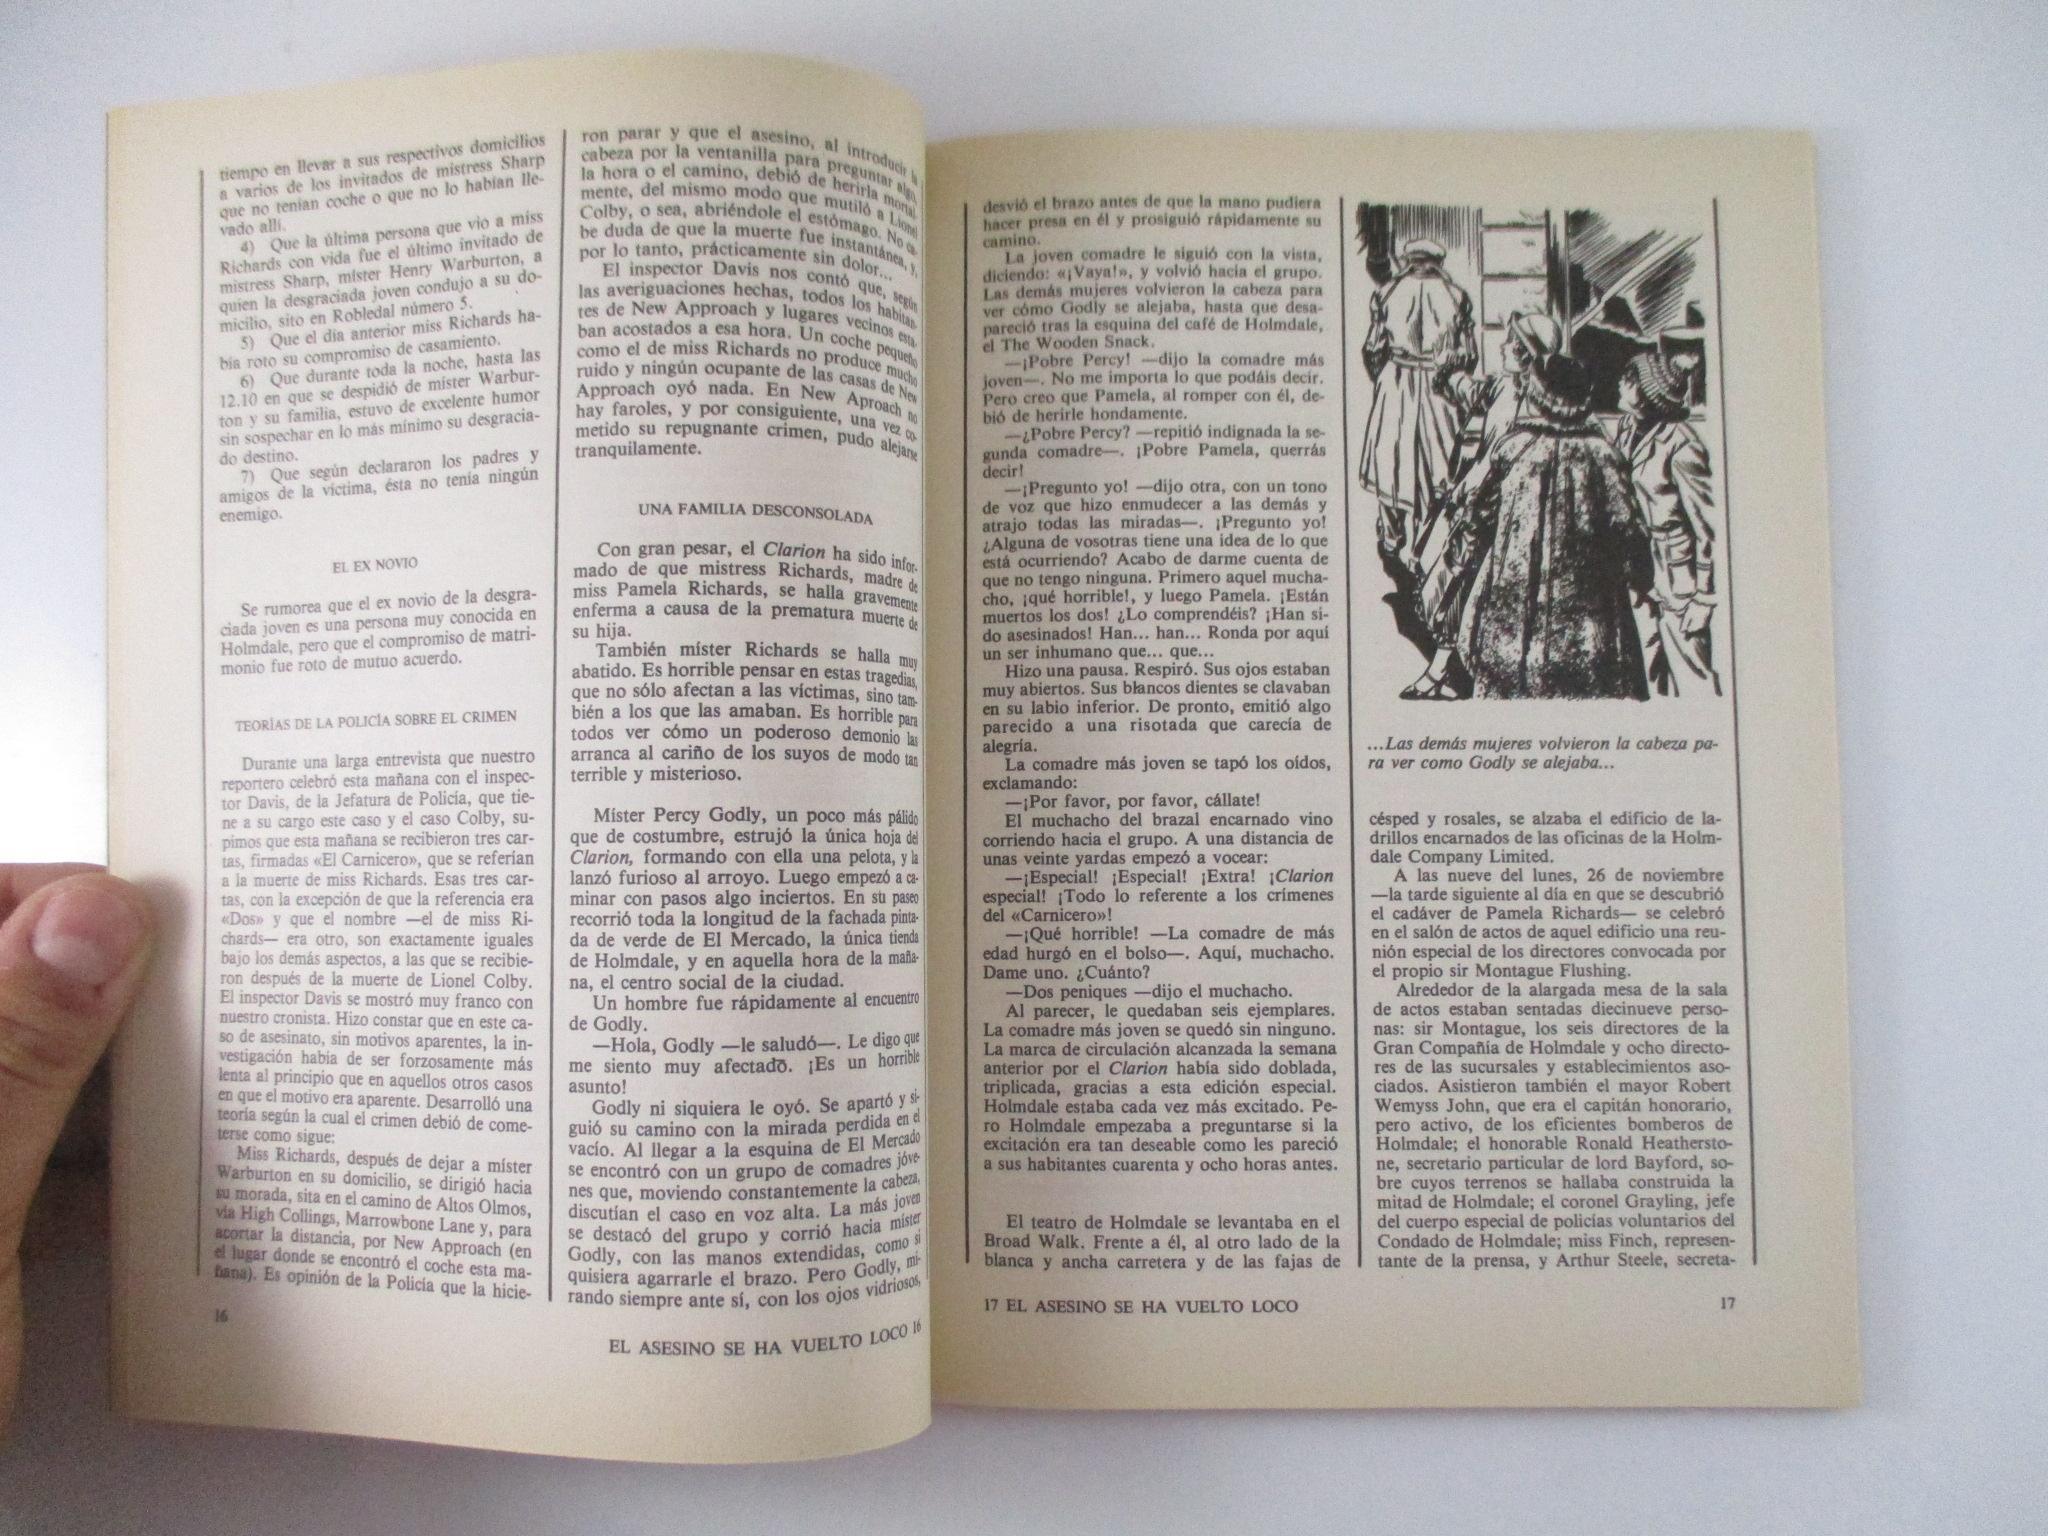 tiempo en llevar a sus respectivos domicilios
a varios de los invitados de mistress Sharp
que no tenían coche o que no lo habían lle-
vado allí.
4) Que la última persona que vio a miss
Richards con vida fue el último invitado de
mistress Sharp, míster Henry Warburton, a
quien la desgraciada joven condujo a su do-
micilio, sito en Robledal número 5.
5) Que el día anterior miss Richards ha-
bía roto su compromiso de casamiento.
6) Que durante toda la noche, hasta las
12.10 en que se despidió de míster Warbur-
ton y su familia, estuvo de excelente humor
sin sospechar en lo más mínimo su desgracia-
do destino.
7) Que según declararon los padres y
amigos de la víctima, ésta no tenía ningún
enemigo.
EL EX NOVIO
Se rumorea que el ex novio de la desgra-
ciada joven es una persona muy conocida en
Holmdale, pero que el compromiso de matri-
monio fue roto de mutuo acuerdo.
TEORÍAS DE LA POLICÍA SOBRE EL CRIMEN
Durante una larga entrevista que nuestro
reportero celebró esta mañana con el inspec-
tor Davis, de la Jefatura de Policía, que tie-
ne a su cargo este caso y el caso Colby, su-
pimos que esta mañana se recibieron tres car-
tas, firmadas «El Carnicero», que se referían
a la muerte de miss Richards. Esas tres car-
tas, con la excepción de que la referencia era
«Dos» y que el nombre —el de miss Ri-
chards— era otro, son exactamente iguales
bajo los demás aspectos, a las que se recibie-
ron después de la muerte de Lionel Colby.
El inspector Davis se mostró muy franco con
nuestro cronista. Hizo constar que en este ca-
so de asesinato, sin motivos aparentes, la in-
vestigación había de ser forzosamente más
lenta al principio que en aquellos otros casos
en que el motivo era aparente. Desarrolló una
teoría según la cual el crimen debió de come-
terse como sigue:
Miss Richards, después de dejar a míster
Warburton en su domicilio, se dirigió hacia
su morada, sita en el camino de Altos Olmos,
vía High Collings, Marrowbone Lane y, para
acortar la distancia, por New Approach (en
el lugar donde se encontró el coche esta ma-
ñana). Es opinión de la Policía que la hicie-
16
ron parar y que el asesino, al introducir la
cabeza por la ventanilla para preguntar algo,
la hora o el camino, debió de herirla mortal-
mente, del mismo modo que mutiló a Lionel
Colby, o sea, abriéndole el estómago. No ca-
be duda de que la muerte fue instantánea, y,
por lo tanto, prácticamente sin dolor...
El inspector Davis nos contó que, según
las averiguaciones hechas, todos los habitan-
tes de New Approach y lugares vecinos esta-
ban acostados a esa hora. Un coche pequeño
como el de miss Richards no produce mucho
ruido y ningún ocupante de las casas de New
Approach oyó nada. En New Aproach no
hay faroles, y por consiguiente, una vez co-
metido su repugnante crimen, pudo alejarse
tranquilamente.
UNA FAMILIA DESCONSOLADA
Con gran pesar, el Clarion ha sido infor-
mado de que mistress Richards, madre de
miss Pamela Richards, se halla gravemente
enferma a causa de la prematura muerte de
su hija.
También míster Richards se halla muy
abatido. Es horrible pensar en estas tragedias,
que no sólo afectan a las víctimas, sino tam-
bién a los que las amaban. Es horrible para
todos ver cómo un poderoso demonio las
arranca al cariño de los suyos de modo tan
terrible y misterioso.
Míster Percy Godly, un poco más pálido
que de costumbre, estrujó la única hoja del
Clarion, formando con ella una pelota, y la
lanzó furioso al arroyo. Luego empezó a ca-
minar con pasos algo inciertos. En su paseo
recorrió toda la longitud de la fachada pinta-
da de verde de El Mercado, la única tienda
de Holmdale, y en aquella hora de la maña-
na, el centro social de la ciudad.
Un hombre fue rápidamente al encuentro
de Godly.
—Hola, Godly —le saludó—. Le digo que
me siento muy afectado. ¡Es un horrible
asunto!
Godly ni siquiera le oyó. Se apartó y si-
guió su camino con la mirada perdida en el
vacío. Al llegar a la esquina de El Mercado
se encontró con un grupo de comadres jóve-
nes que, moviendo constantemente la cabeza,
discutían el caso en voz alta. La más joven
se destacó del grupo y corrió hacia míster
Godly, con las manos extendidas, como si
quisiera agarrarle el brazo. Pero Godly, mi-
rando siempre ante sí, con los ojos vidriosos,
EL ASESINO SE HA VUELTO LOCO 16
desvió el brazo antes de que la mano pudiera
hacer presa en él y prosiguió rápidamente su
camino.
La joven comadre le siguió con la vista,
diciendo: «¡Vaya!», y volvió hacia el grupo.
Las demás mujeres volvieron la cabeza para
ver cómo Godly se alejaba, hasta que desa-
pareció tras la esquina del café de Holmdale,
el The Wooden Snack.
—¡Pobre Percy! —dijo la comadre más
joven—. No me importa lo que podáis decir.
Pero creo que Pamela, al romper con él, de-
bió de herirle hondamente.
—¿Pobre Percy? —repitió indignada la se-
gunda comadre—. ¡Pobre Pamela, querrás
decir!
—¡Pregunto yo! —dijo otra, con un tono
de voz que hizo enmudecer a las demás y
atrajo todas las miradas—. ¡Pregunto yo!
¿Alguna de vosotras tiene una idea de lo que
está ocurriendo? Acabo de darme cuenta de
que no tengo ninguna. Primero aquel mucha-
cho, ¡qué horrible!, y luego Pamela. ¡Están
muertos los dos! ¿Lo comprendéis? ¡Han si-
do asesinados! Han... han... Ronda por aquí
un ser inhumano que... que...
Hizo una pausa. Respiró. Sus ojos estaban
muy abiertos. Sus blancos dientes se clavaban
en su labio inferior. De pronto, emitió algo
parecido a una risotada que carecía de
alegría.
La comadre más joven se tapó los oídos,
exclamando:
—¡Por favor, por favor, cállate!
El muchacho del brazal encarnado vino
corriendo hacia el grupo. A una distancia de
unas veinte yardas empezó a vocear:
—¡Especial! ¡Especial! ¡Extra! ¡Clarion
especial! ¡Todo lo referente a los crímenes
del «Carnicero»!
—¡Qué horrible! —La comadre de más
edad hurgó en el bolso—. Aquí, muchacho.
Dame uno. ¿Cuánto?
—Dos peniques —dijo el muchacho.
Al parecer, le quedaban seis ejemplares.
La comadre más joven se quedó sin ninguno.
La marca de circulación alcanzada la semana
anterior por el Clarion había sido doblada,
triplicada, gracias a esta edición especial.
Holmdale estaba cada vez más excitado. Pe-
ro Holmdale empezaba a preguntarse si la
excitación era tan deseable como les pareció
a sus habitantes cuarenta y ocho horas antes.
El teatro de Holmdale se levantaba en el
Broad Walk. Frente a él, al otro lado de la
blanca y ancha carretera y de las fajas de
17 EL ASESINO SE HA VUELTO LOCO
...Las demás mujeres volvieron la cabeza pa-
ra ver como Godly se alejaba...
césped y rosales, se alzaba el edificio de la-
drillos encarnados de las oficinas de la Holm-
dale Company Limited.
A las nueve del lunes, 26 de noviembre
—la tarde siguiente al día en que se descubrió
el cadáver de Pamela Richards— se celebró
en el salón de actos de aquel edificio una reu-
nión especial de los directores convocada por
el propio sir Montague Flushing.
Alrededor de la alargada mesa de la sala
de actos estaban sentadas diecinueve perso-
nas: sir Montague, los seis directores de la
Gran Compañía de Holmdale y ocho directo-
res de las sucursales y establecimientos aso-
ciados. Asistieron también el mayor Robert
Wemyss John, que era el capitán honorario,
pero activo, de los eficientes bomberos de
Holmdale; el honorable Ronald Heathersto-
ne, secretario particular de lord Bayford, so-
bre cuyos terrenos se hallaba construida la
mitad de Holmdale; el coronel Grayling, jefe
del cuerpo especial de policías voluntarios del
Condado de Holmdale; miss Finch, represen-
tante de la prensa, y Arthur Steele, secreta-
17